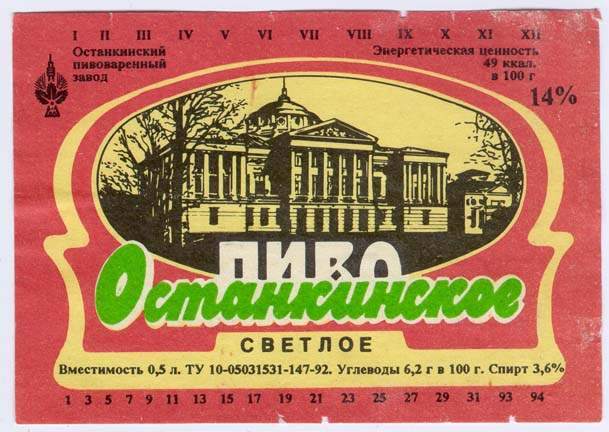 I II III IV V VI VII VIII IX X XI XII
Останкинский
пивоваренный
завод
Энергетическая ценность
49 ккал.
в 100 г
14%
ПИВО
Останкинское
СВЕТЛОЕ
Вместимость 0,5 л. ТУ 10-05031531-147-92. Углеводы 6,2 г в 100 г. Спирт 3,6%
1 3 5 7 9 11 13 15 17 19 21 23 25 27 29 31 93 94